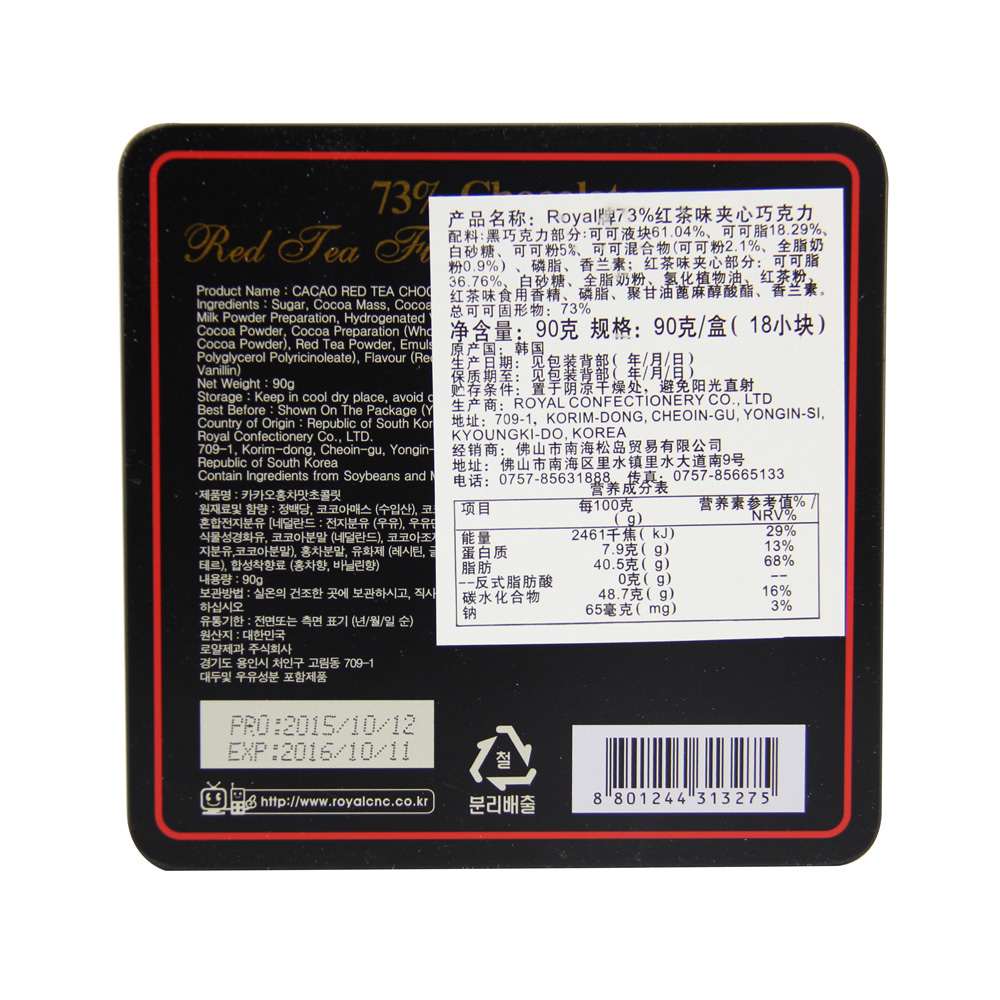 73% Chocolate
Red Tea
Product Name : CACAO RED TEA
Ingredients : Sugar, Cocoa Mass, Cocoa
Milk Powder Preparation, Hydrogenated
Cocoa Powder, Cocoa Preparation
Cocoa Powder), Red Tea Powder,
Polyglycerol Polyricinoleate), Flavour
Vanillin)
Net Weight : 90g
Storage : Keep in cool dry place, avoid
Best Before : Shown On The Package
Country of Origin : Republic of South
Royal Confectionery Co., LTD.
709-1, Korim-dong, Cheoin-gu,
Republic of South Korea
Contain Ingredients from Soybeans and
·제품명 : 카카오홍차맛초콜릿
원재료및 함량 : 정백당, 코코아매스 (수입산),
혼합전지분유 [네덜란드 : 전지분유 (우유),
식물성경화유, 코코아분말 (네덜란드),
지분유,코코아분말), 홍차분말, 유화제 (레시틴,
테르), 합성착향료 (홍차향, 바닐린향)
내용량 : 90g
보관방법 : 실온의 건조한 곳에 보관하시고,
하십시오
유통기한 : 전면또는 측면 표기 (년/월/일 순)
원산지 : 대한민국
로얄제과 주식회사
경기도 용인시 처인구 고림동 709-1
대두및 우유성분 포함제품
产品名称：Royal牌73%红茶味夹心巧克力
配料:黑巧克力部分:可可液块61.04%、可可脂18.29%、
白砂糖、可可粉5%、可可混合物(可可粉2.1%、全脂奶
粉0.9%）、磷脂、香兰素；红茶味夹心部分：可可脂
36.76%、白砂糖、全脂奶粉、氢化植物油、红茶粉、
红茶味食用香精、磷脂、聚甘油蓖麻醇酸酯、香兰素。
总可可固形物：73%
净含量：90克 规格：90克/盒( 18小块)
原产国：韩国
生产日期：见包装背部( 年/月/日)
保质期至：见包装背部( 年/月/日)
贮存条件：置于阴凉干燥处，避免阳光直射
生产商：ROYAL CONFECTIONERY CO., LTD
地址：709-1, KORIM-DONG, CHEOIN-GU, YONGIN-SI,
KYOUNGKI-DO, KOREA
经销商：佛山市南海松岛贸易有限公司
地址：佛山市南海区里水镇里水大道南9号
电话：0757-85631888 传真：0757-85665133
营养成分表
项目 每100克(g) 营养素参考值%/NRV%
能量 2461千焦( kJ) 29%
蛋白质 7.9克( g) 13%
脂肪 40.5克( g) 68%
--反式脂肪酸 0克( g) --
碳水化合物 48.7克( g) 16%
钠 65毫克( mg) 3%
PRO:2015/10/12
EXP:2016/10/11
http://www.royalcnc.co.kr
철
분리배출
8 801244 313275